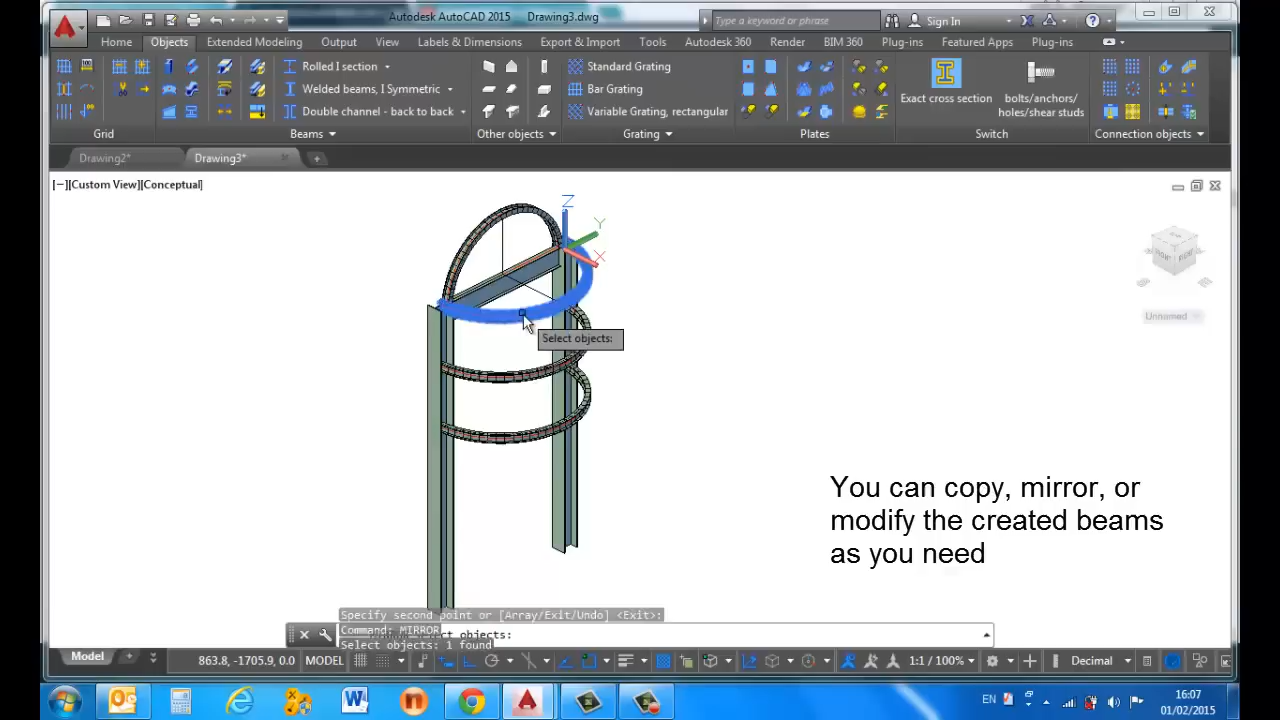 Autodesk AutoCAD 2015 Drawing3.dwg
Type a keyword or phrase
Sign In
Home Objects Extended Modeling Output View Labels & Dimensions Export & Import Tools Autodesk 360 Render BIM 360 Plug-ins Featured Apps Plug-ins
Rolled I section
Standard Grating
Welded beams, I Symmetric
Bar Grating
Exact cross section
bolts/anchors/
holes/shear studs
Double channel - back to back
Variable Grating, rectangular
Grid Beams Other objects Grating Plates Switch Connection objects
Drawing2* Drawing3*
[−][Custom View][Conceptual]
Z
Y
X
FRONT RIGHT
Unnamed
Select objects:
You can copy, mirror, or
modify the created beams
as you need
Specify second point or [Array/Exit/Undo] <Exit>:
Command: MIRROR
select objects:
Select objects: 1 found
Model
863.8, -1705.9, 0.0 MODEL 1:1 / 100% Decimal
EN
16:07
01/02/2015